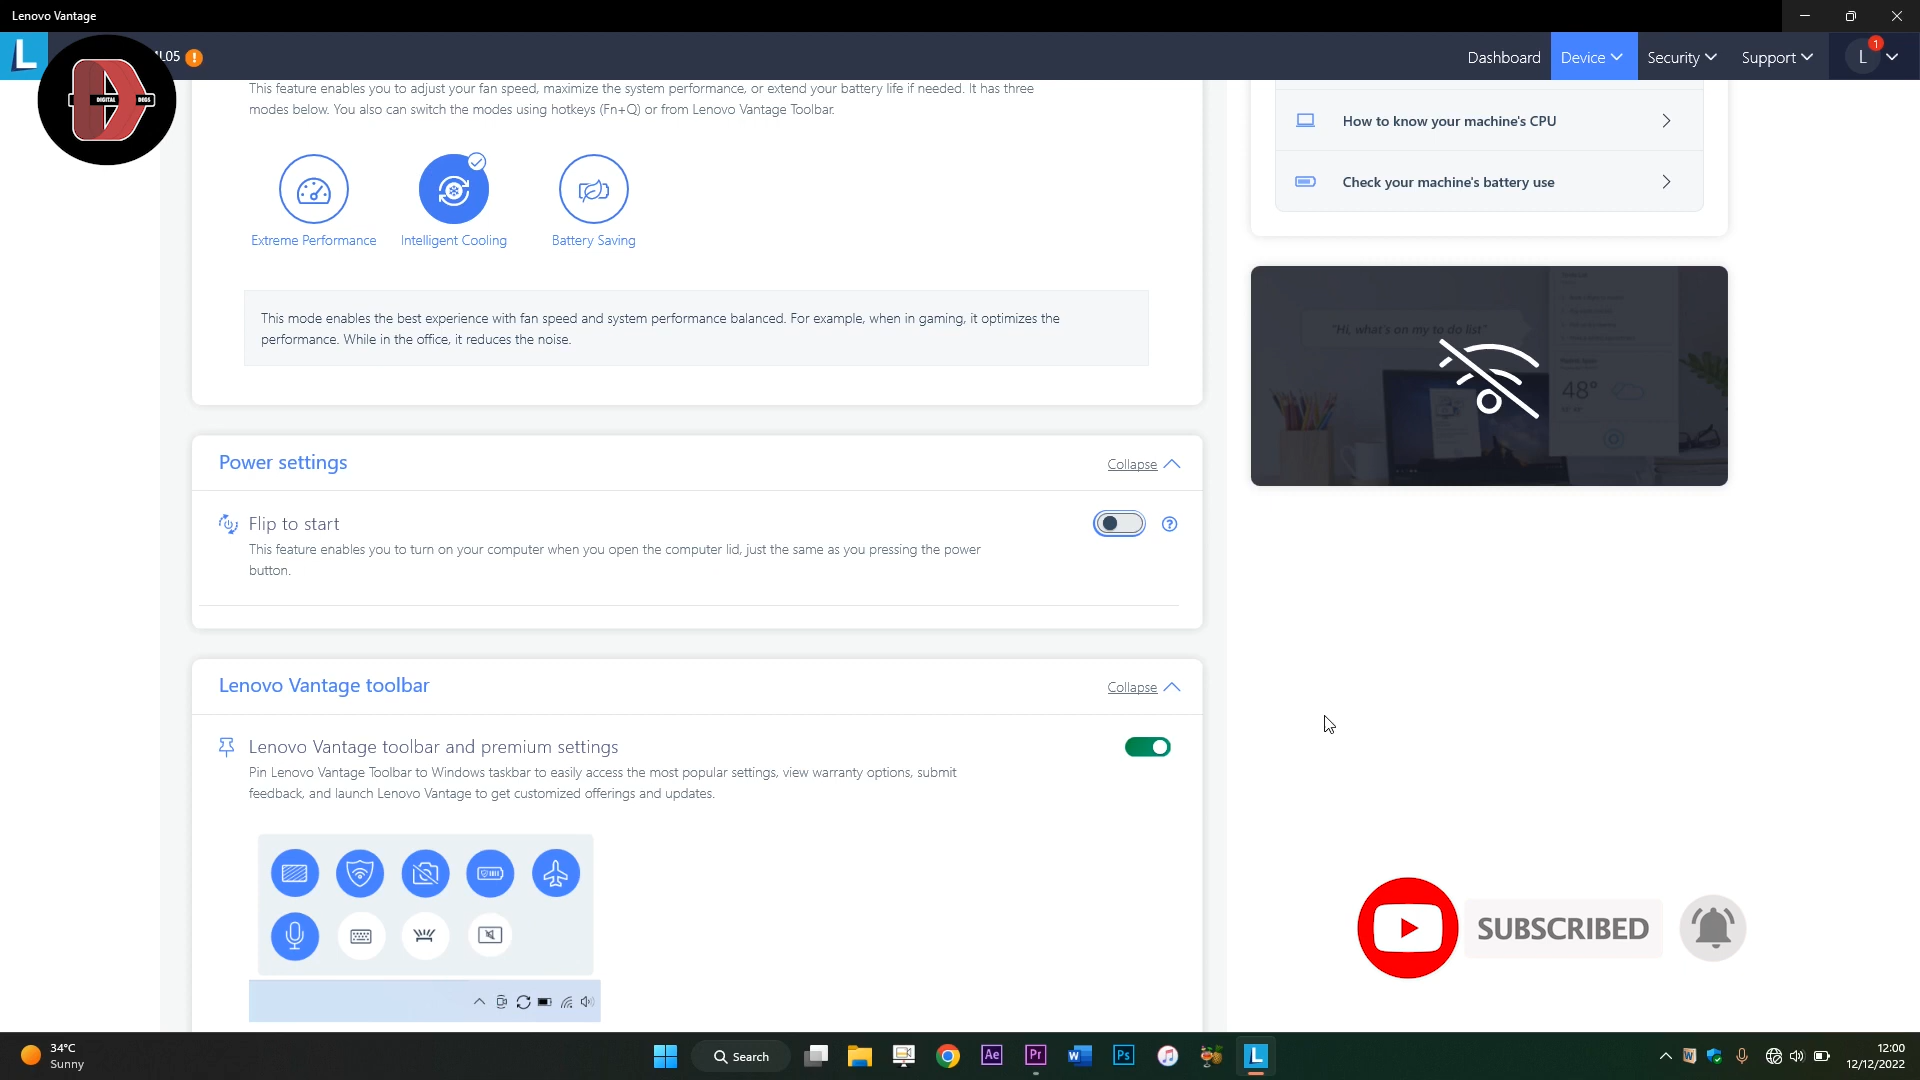 Lenovo Vantage
L
L05
!
DIGITAL
DEGS
Dashboard
Device
Security
Support
L
1
This feature enables you to adjust your fan speed, maximize the system performance, or extend your battery life if needed. It has three
modes below. You also can switch the modes using hotkeys (Fn+Q) or from Lenovo Vantage Toolbar.
Extreme Performance
Intelligent Cooling
Battery Saving
This mode enables the best experience with fan speed and system performance balanced. For example, when in gaming, it optimizes the
performance. While in the office, it reduces the noise.
How to know your machine's CPU
Check your machine's battery use
"Hi, what's on my to do list"
48°
Power settings
Collapse
Flip to start
?
This feature enables you to turn on your computer when you open the computer lid, just the same as you pressing the power
button.
Lenovo Vantage toolbar
Collapse
Lenovo Vantage toolbar and premium settings
Pin Lenovo Vantage Toolbar to Windows taskbar to easily access the most popular settings, view warranty options, submit
feedback, and launch Lenovo Vantage to get customized offerings and updates.
SUBSCRIBED
34°C
Sunny
Search
Ae
Pr
W
Ps
L
W
12:00
12/12/2022